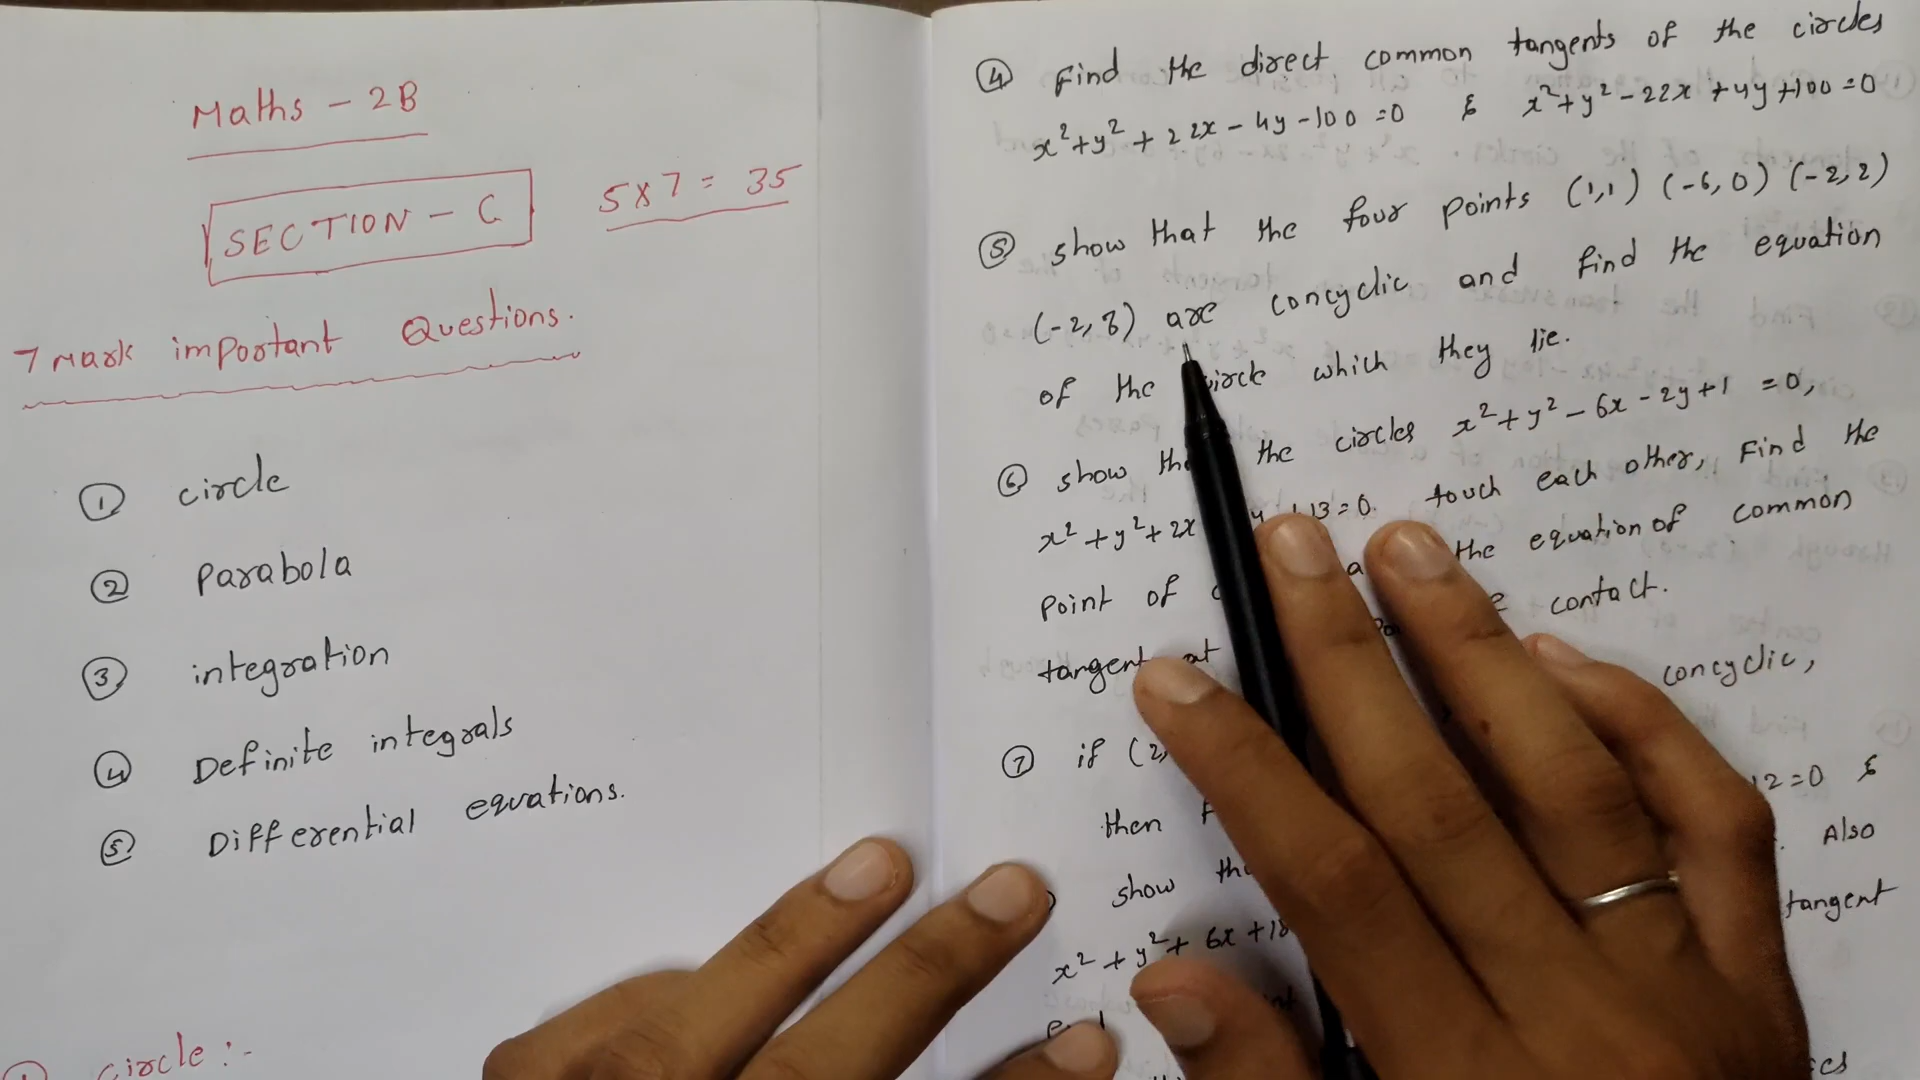 Maths - 2B
SECTION - C
5x7 = 35
7 mark important Questions.
① circle
② Parabola
③ integration
④ Definite integrals
⑤ Differential equations.
circle :-
④ Find the direct common tangents of the circles
x²+y²+22x-4y-100=0 & x²+y²-22x+4y+100=0
⑤ show that the four points (1,1) (-6,0) (-2,2)
(-2,8) are concyclic and find the equation
of the circle which they lie.
⑥ show the circles x²+y²-6x-2y+1=0,
x²+y²+2x 13=0. touch each other, Find the
Point of the equation of common
tangent at contact.
⑦ if (2, concyclic,
then 12=0 &
show Also
x²+y²+6x+18 tangent